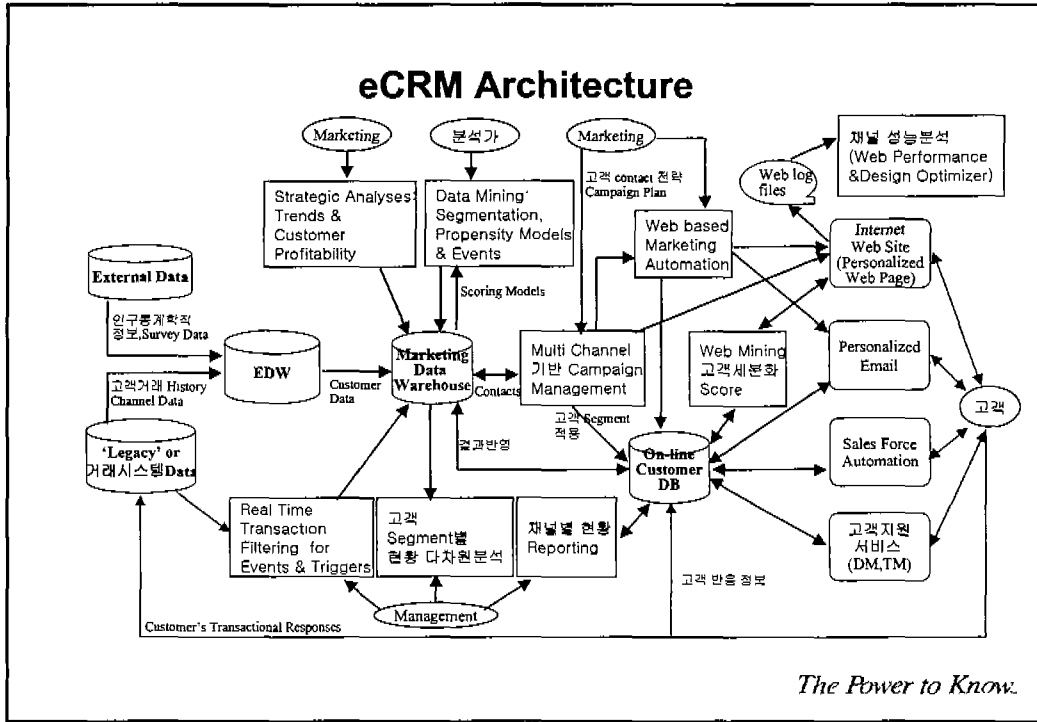 eCRM Architecture
Marketing
분석가
Marketing
채널 성능분석
(Web Performance
&Design Optimizer)
Web log
files
고객 contact 전략
Campaign Plan
Strategic Analyses:
Trends &
Customer
Profitability
Data Mining:
Segmentation,
Propensity Models
& Events
Web based
Marketing
Automation
Internet
Web Site
(Personalized
Web Page)
External Data
Scoring Models
인구통계학적
정보,Survey Data
EDW
Customer
Data
Marketing
Data
Warehouse
Contacts
Multi Channel
기반 Campaign
Management
Web Mining
고객세분화
Score
Personalized
Email
고객
고객거래 History
Channel Data
고객 Segment
적용
'Legacy' or
거래시스템Data
결과반영
On-line
Customer
DB
Sales Force
Automation
Real Time
Transaction
Filtering for
Events & Triggers
고객
Segment별
현황 다차원분석
채널별 현황
Reporting
고객지원
서비스
(DM,TM)
고객 반응 정보
Management
Customer's Transactional Responses
The Power to Know.